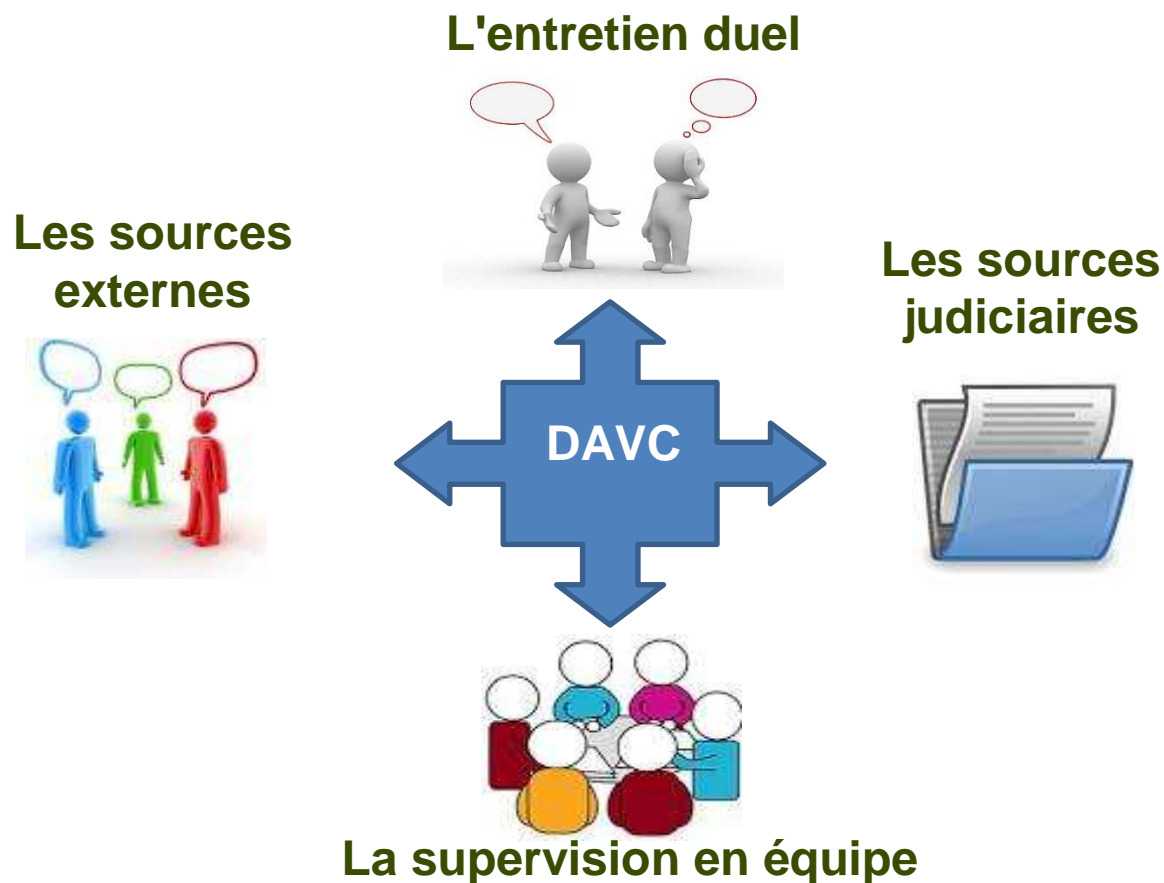 L'entretien duel
Les sources
externes
Les sources
judiciaires
DAVC
La supervision en équipe